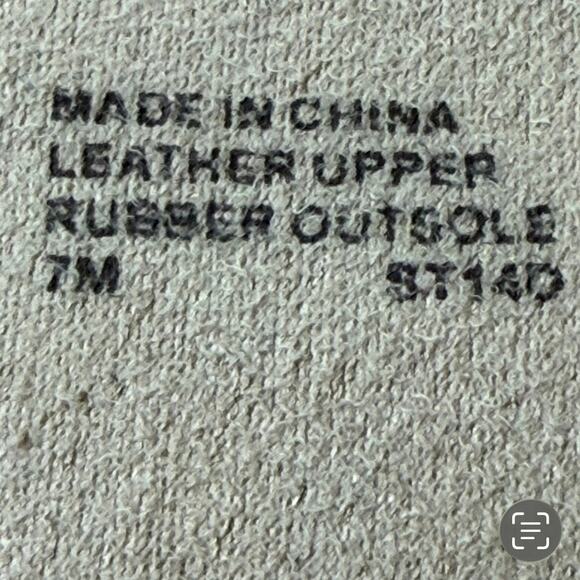 MADE IN CHINA
LEATHER UPPER
RUBBER OUTSOLE
7M ST14D